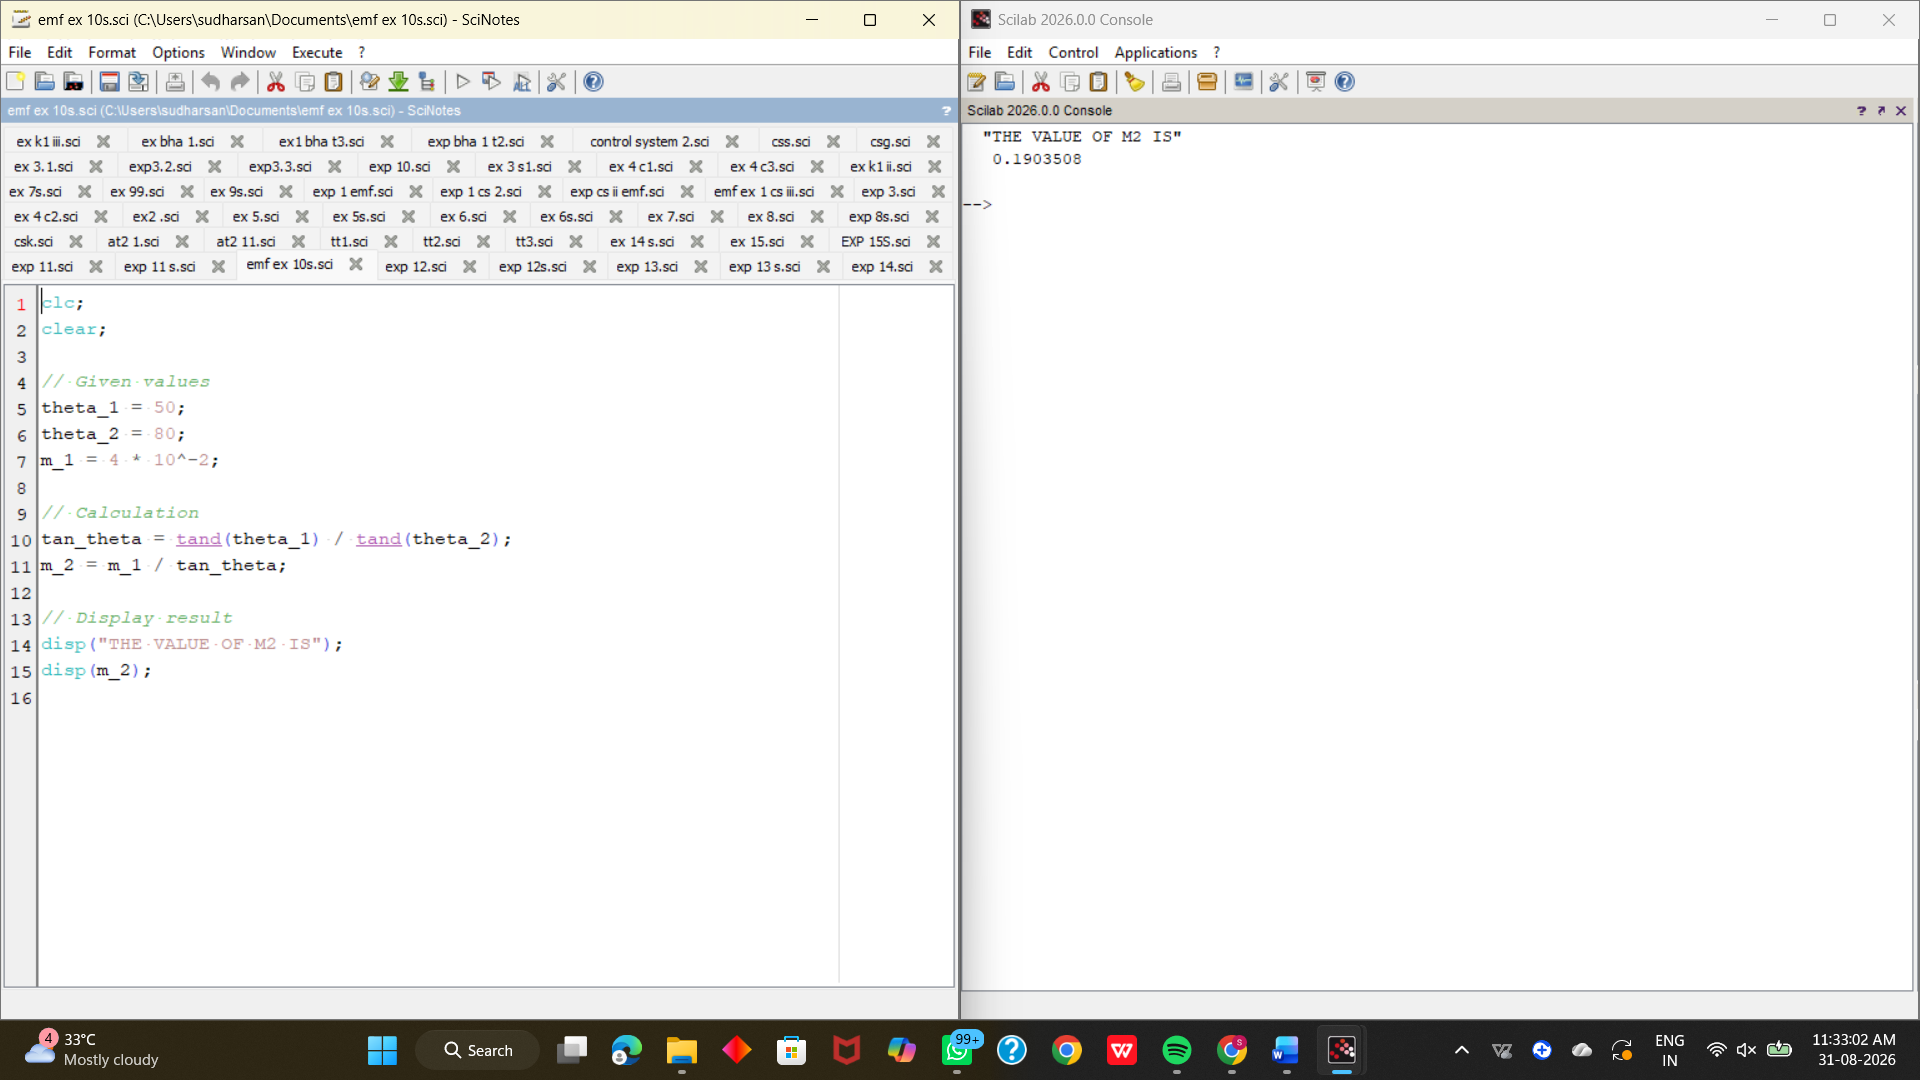 emf ex 10s.sci (C:\Users\sudharsan\Documents\emf ex 10s.sci) - SciNotes
File Edit Format Options Window Execute ?
emf ex 10s.sci (C:\Users\sudharsan\Documents\emf ex 10s.sci) - SciNotes ?
ex k1 iii.sci ex bha 1.sci ex1 bha t3.sci exp bha 1 t2.sci control system 2.sci css.sci csg.sci
ex 3.1.sci exp3.2.sci exp3.3.sci exp 10.sci ex 3 s1.sci ex 4 c1.sci ex 4 c3.sci ex k1 ii.sci
ex 7s.sci ex 99.sci ex 9s.sci exp 1 emf.sci exp 1 cs 2.sci exp cs ii emf.sci emf ex 1 cs iii.sci exp 3.sci
ex 4 c2.sci ex2 .sci ex 5.sci ex 5s.sci ex 6.sci ex 6s.sci ex 7.sci ex 8.sci exp 8s.sci
csk.sci at2 1.sci at2 11.sci tt1.sci tt2.sci tt3.sci ex 14 s.sci ex 15.sci EXP 15S.sci
exp 11.sci exp 11 s.sci emf ex 10s.sci exp 12.sci exp 12s.sci exp 13.sci exp 13 s.sci exp 14.sci
1 clc;
2 clear;
3
4 // Given values
5 theta_1 = 50;
6 theta_2 = 80;
7 m_1 = 4 * 10^-2;
8
9 // Calculation
10 tan_theta = tand(theta_1) / tand(theta_2);
11 m_2 = m_1 / tan_theta;
12
13 // Display result
14 disp("THE VALUE OF M2 IS");
15 disp(m_2);
16
Scilab 2026.0.0 Console
File Edit Control Applications ?
Scilab 2026.0.0 Console ?
"THE VALUE OF M2 IS"
0.1903508
-->
4 33°C
Mostly cloudy
Search
99+
W
S
W
ENG
IN
11:33:02 AM
31-08-2026